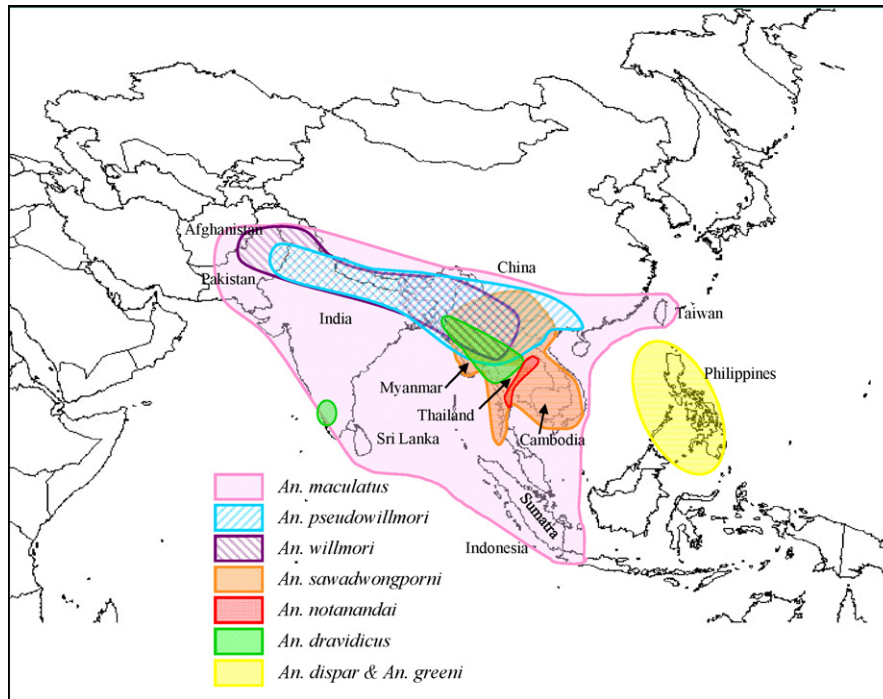 Afghanistan
Pakistan
China
India
Taiwan
Myanmar
Philippines
Thailand
Sri Lanka
Cambodia
Sumatra
Indonesia
An. maculatus
An. pseudowillmori
An. willmori
An. sawadwongporni
An. notanandai
An. dravidicus
An. dispar & An. greeni